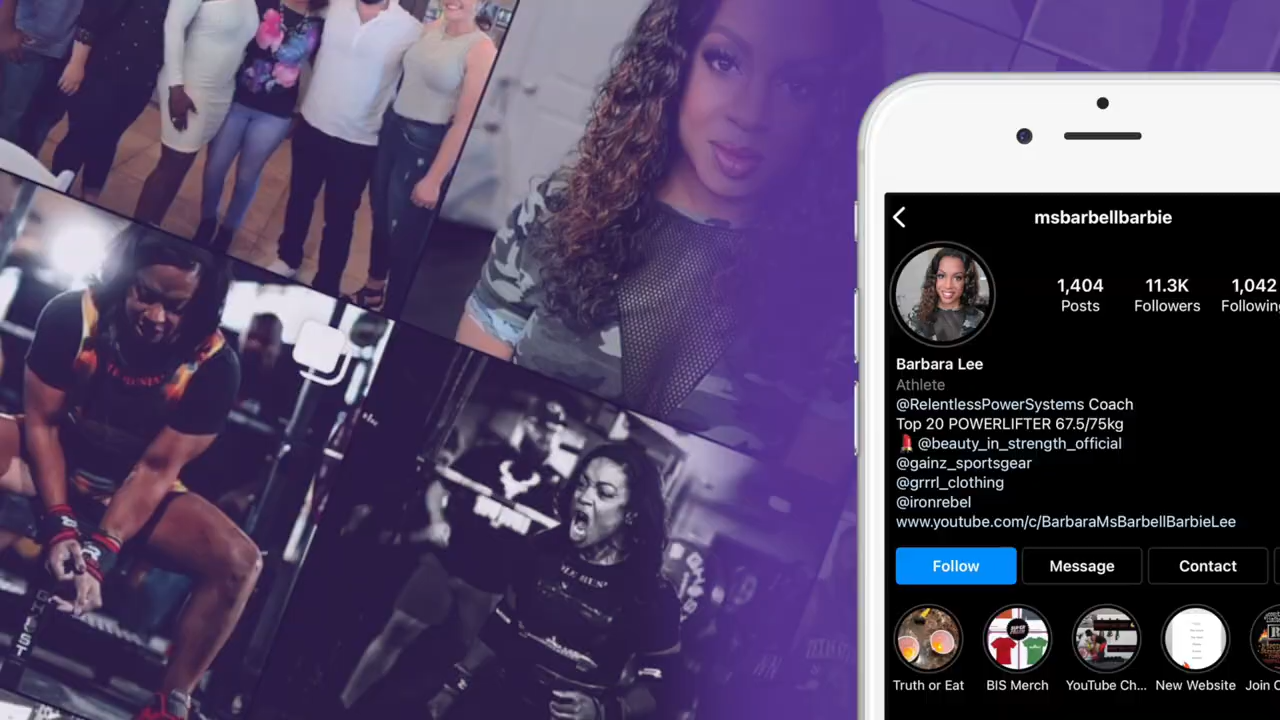 msbarbellbarbie
1,404 11.3K 1,042
Posts Followers Following
Barbara Lee
Athlete
@RelentlessPowerSystems Coach
Top 20 POWERLIFTER 67.5/75kg
💄 @beauty_in_strength_official
@gainz_sportsgear
@grrrl_clothing
@ironrebel
www.youtube.com/c/BarbaraMsBarbellBarbieLee
Follow Message Contact
Truth or Eat BIS Merch YouTube Ch... New Website Join